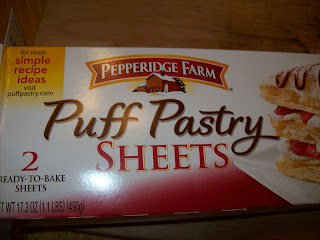 for more
simple
recipe
ideas
visit
puffpastry.com
PEPPERIDGE FARM
Puff Pastry
SHEETS
2
READY-TO-BAKE
SHEETS
T WT 17.3 OZ (1.1 LBS) (490g)